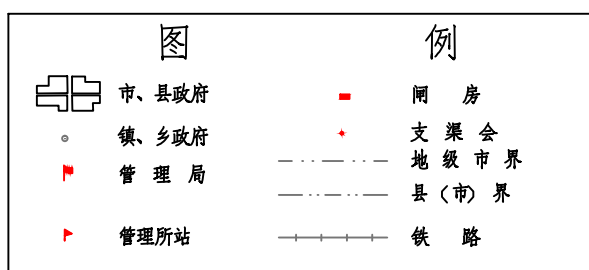 图 例
市、县政府 闸 房
镇、乡政府 支 渠 会
管 理 局 地 级 市 界
县 (市) 界
管理所站 铁 路